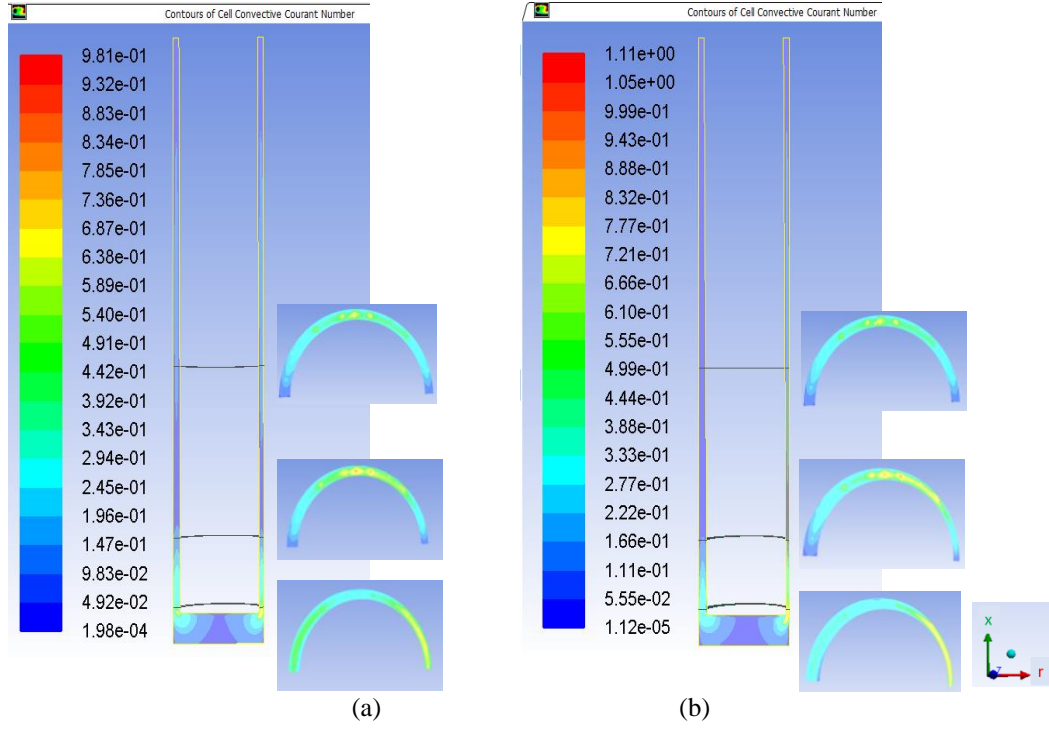 Contours of Cell Convective Courant Number
9.81e-01
9.32e-01
8.83e-01
8.34e-01
7.85e-01
7.36e-01
6.87e-01
6.38e-01
5.89e-01
5.40e-01
4.91e-01
4.42e-01
3.92e-01
3.43e-01
2.94e-01
2.45e-01
1.96e-01
1.47e-01
9.83e-02
4.92e-02
1.98e-04
(a)
Contours of Cell Convective Courant Number
1.11e+00
1.05e+00
9.99e-01
9.43e-01
8.88e-01
8.32e-01
7.77e-01
7.21e-01
6.66e-01
6.10e-01
5.55e-01
4.99e-01
4.44e-01
3.88e-01
3.33e-01
2.77e-01
2.22e-01
1.66e-01
1.11e-01
5.55e-02
1.12e-05
(b)
x
z
r